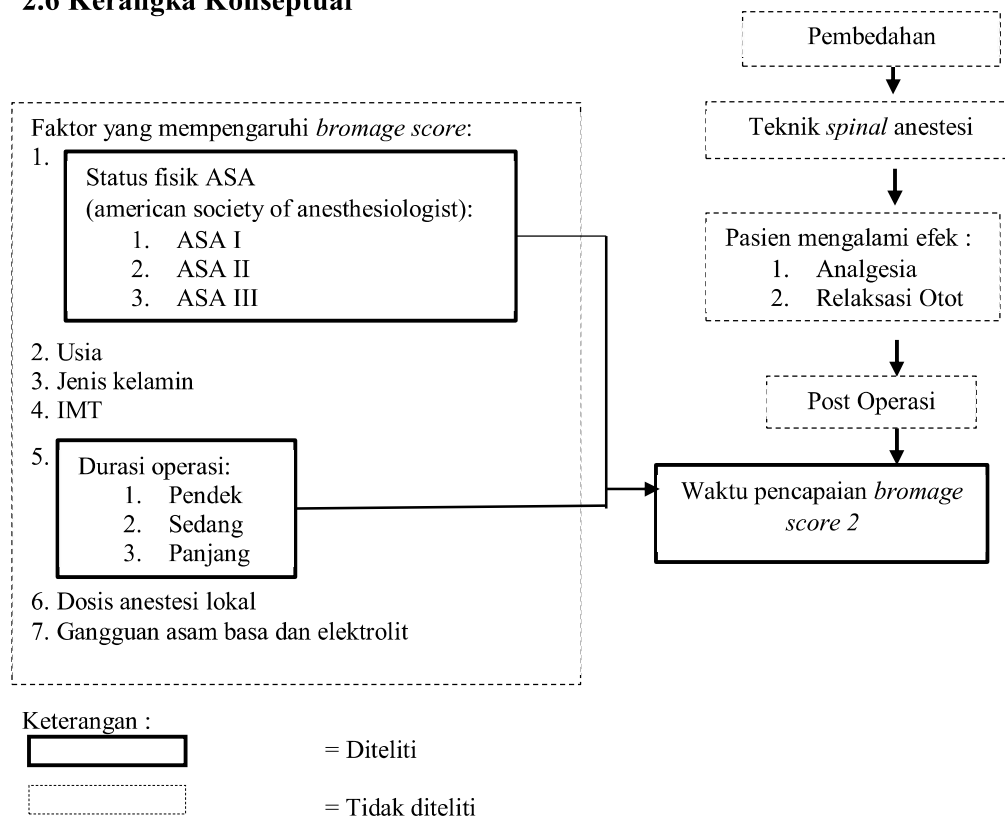 2.6 Kerangka Konseptual
Pembedahan
Teknik spinal anestesi
Pasien mengalami efek :
1. Analgesia
2. Relaksasi Otot
Post Operasi
Waktu pencapaian bromage
score 2
Faktor yang mempengaruhi bromage score:
1.
Status fisik ASA
(american society of anesthesiologist):
1. ASA I
2. ASA II
3. ASA III
2. Usia
3. Jenis kelamin
4. IMT
5.
Durasi operasi:
1. Pendek
2. Sedang
3. Panjang
6. Dosis anestesi lokal
7. Gangguan asam basa dan elektrolit
Keterangan :
= Diteliti
= Tidak diteliti